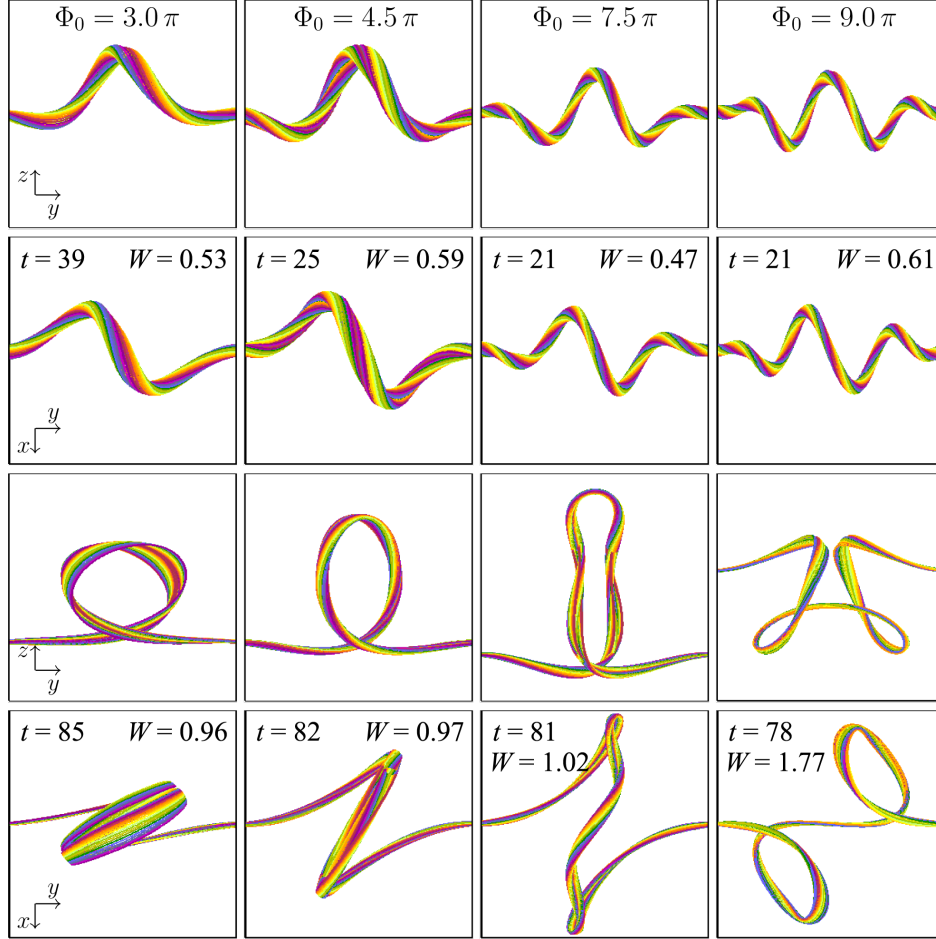 Φ₀ = 3.0 π Φ₀ = 4.5 π Φ₀ = 7.5 π Φ₀ = 9.0 π
z
y
t = 39 W = 0.53 t = 25 W = 0.59 t = 21 W = 0.47 t = 21 W = 0.61
y
x
z
y
t = 85 W = 0.96 t = 82 W = 0.97 t = 81 t = 78
W = 1.02 W = 1.77
y
x